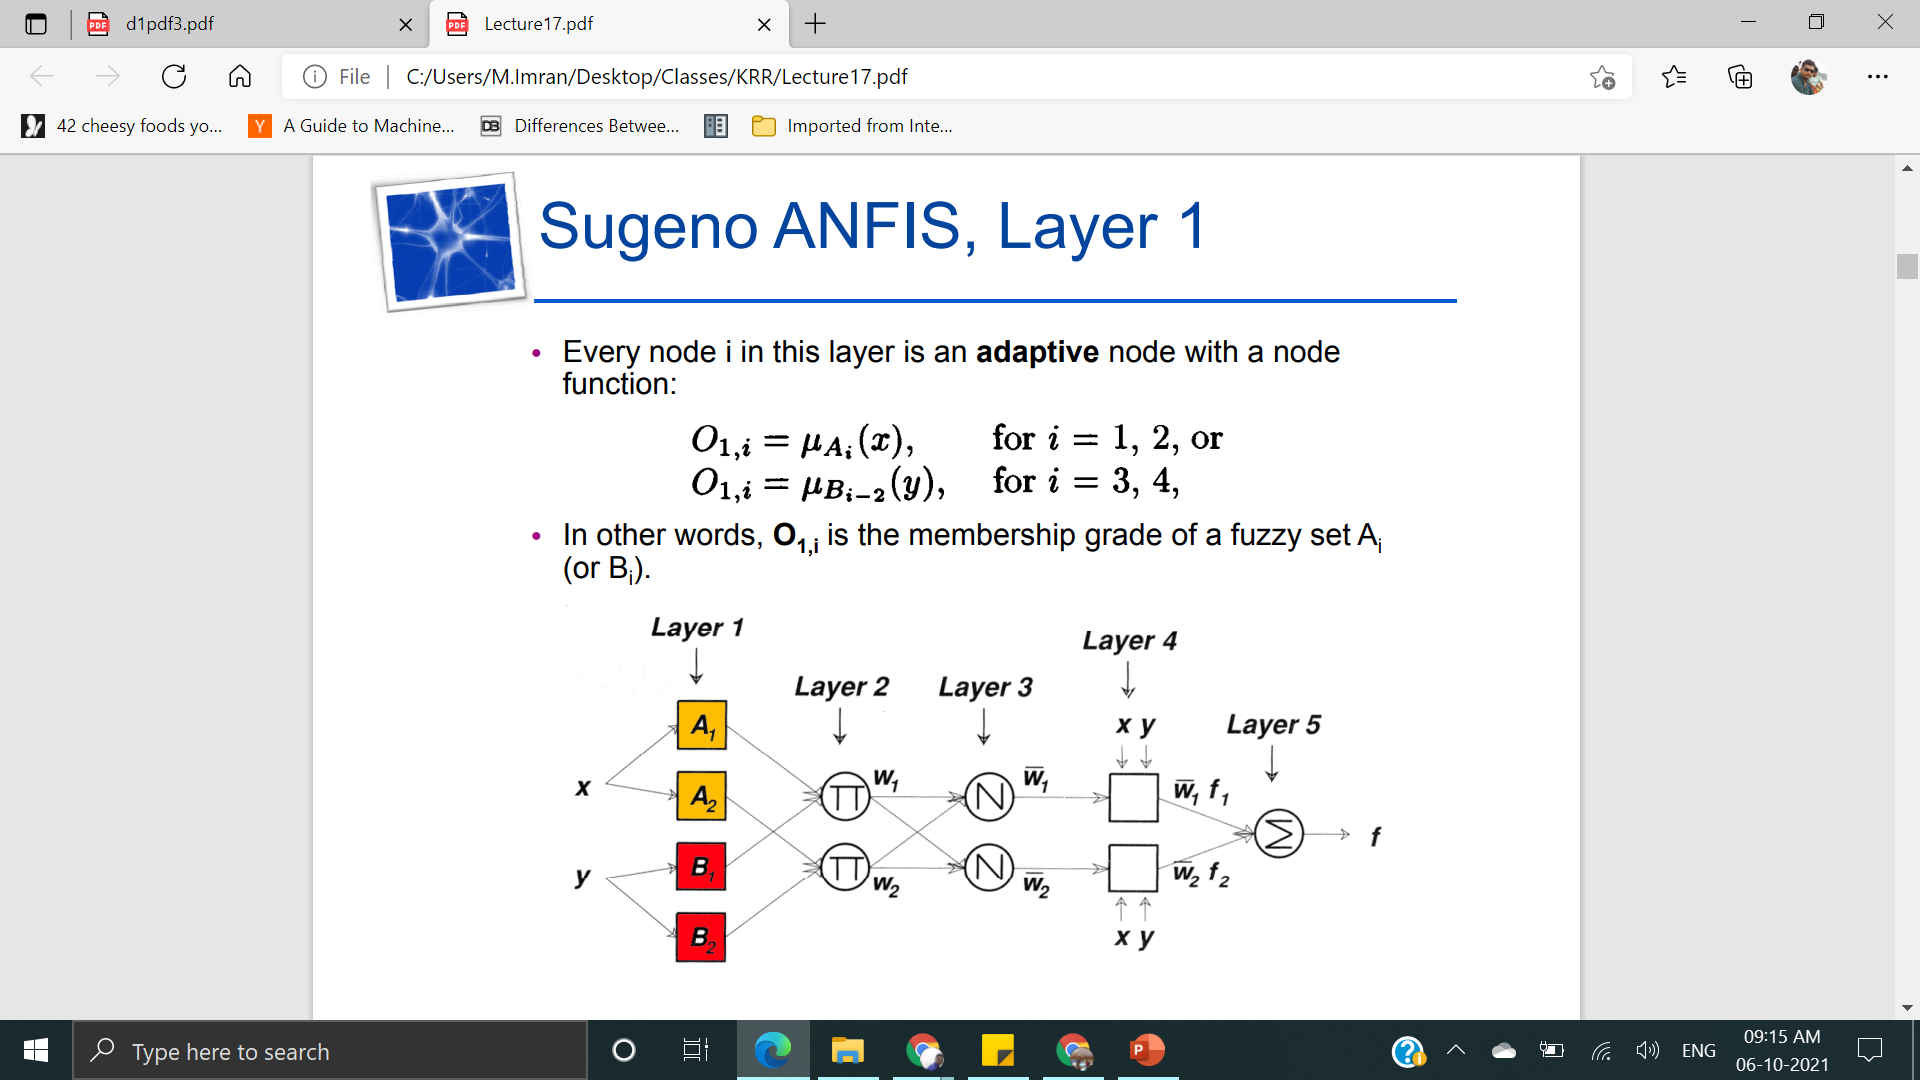 d1pdf3.pdf
Lecture17.pdf
File
C:/Users/M.Imran/Desktop/Classes/KRR/Lecture17.pdf
42 cheesy foods yo...
A Guide to Machine...
Differences Betwee...
Imported from Inte...
Sugeno ANFIS, Layer 1
• Every node i in this layer is an adaptive node with a node
function:
O₁,ᵢ = μAᵢ(x), for i = 1, 2, or
O₁,ᵢ = μBᵢ₋₂(y), for i = 3, 4,
• In other words, O₁,ᵢ is the membership grade of a fuzzy set Aᵢ
(or Bᵢ).
Layer 1
Layer 2
Layer 3
Layer 4
Layer 5
x
y
A₁
A₂
B₁
B₂
Π
Π
w₁
w₂
N
N
w̅₁
w̅₂
x y
x y
w̅₁ f₁
w̅₂ f₂
Σ
f
Type here to search
ENG
09:15 AM
06-10-2021